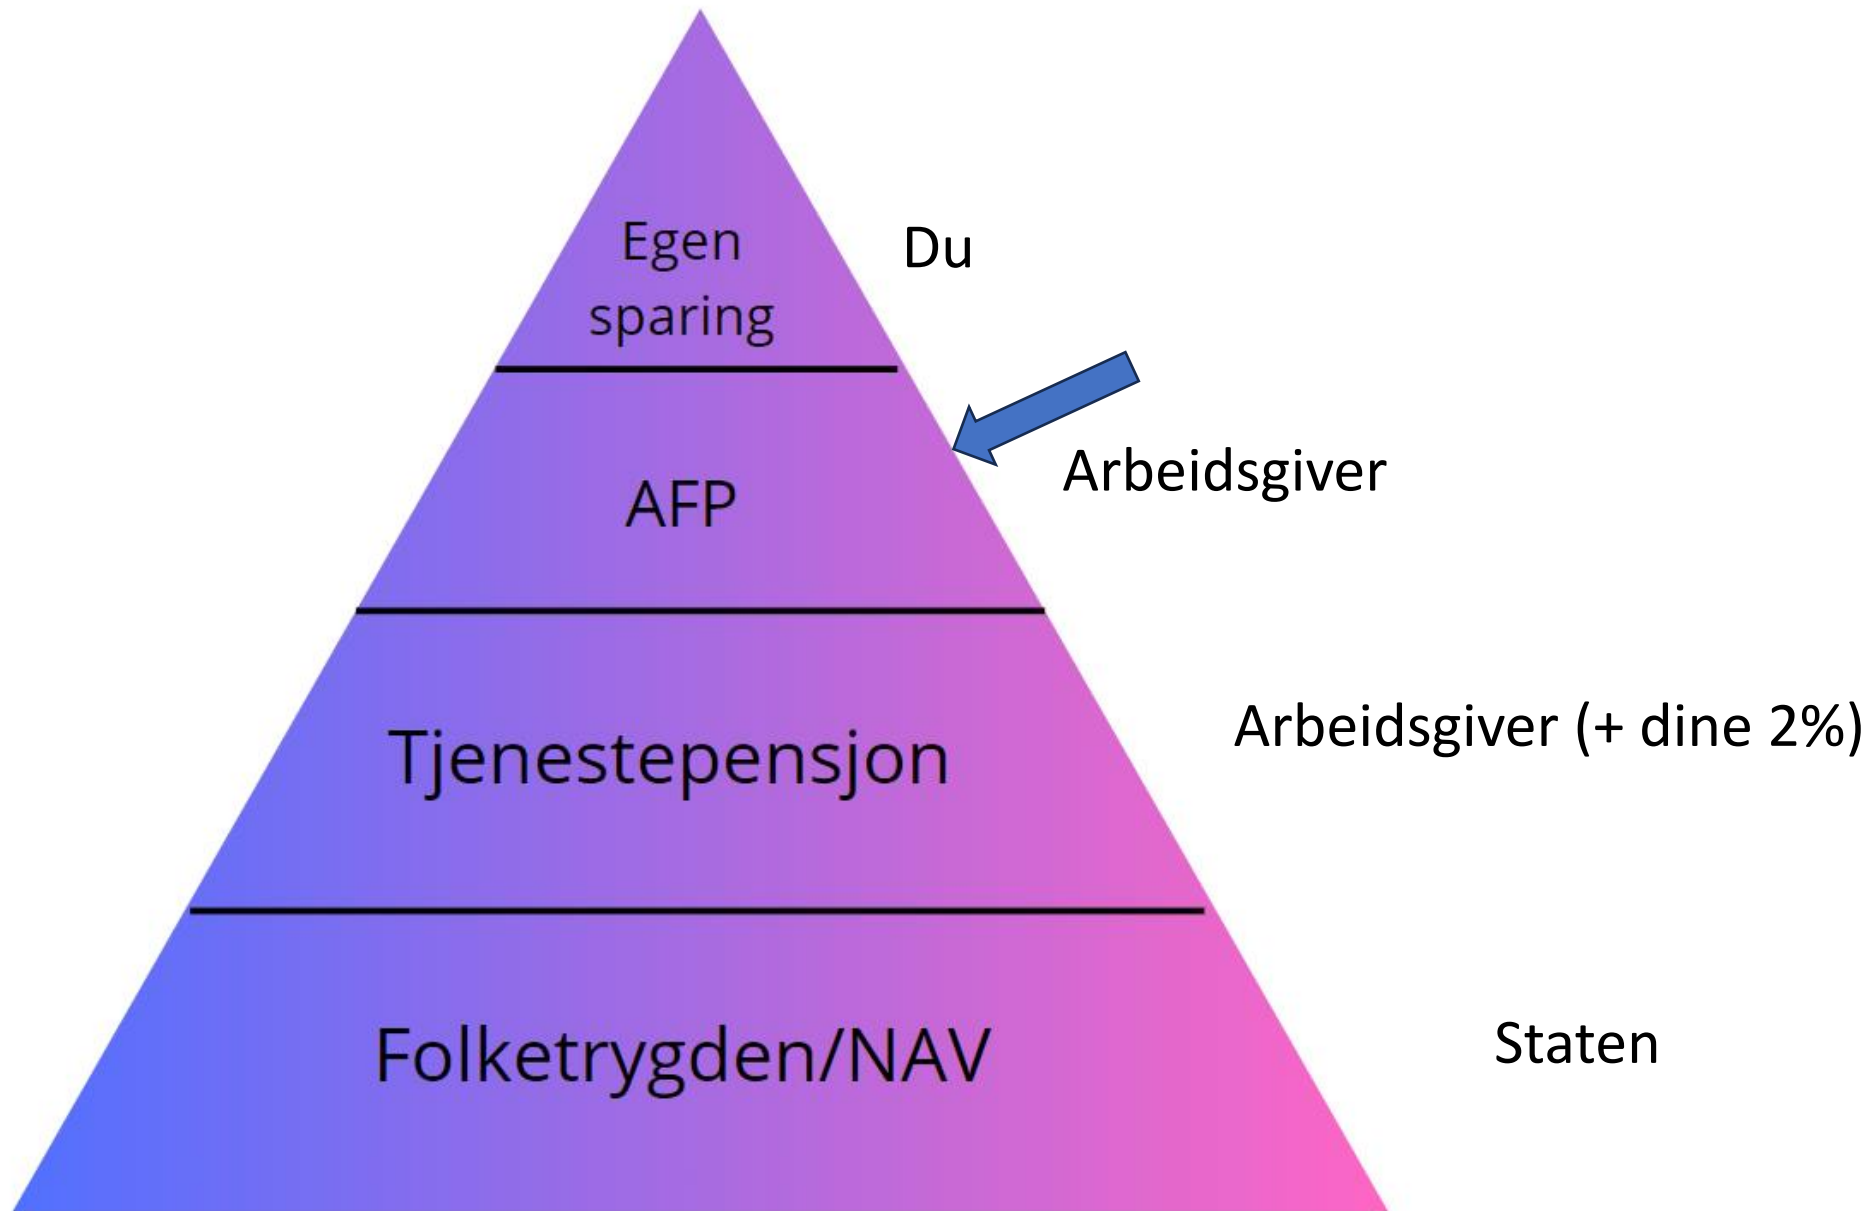 Egen
sparing
Du
AFP
Arbeidsgiver
Tjenestepensjon
Arbeidsgiver (+ dine 2%)
Folketrygden/NAV
Staten